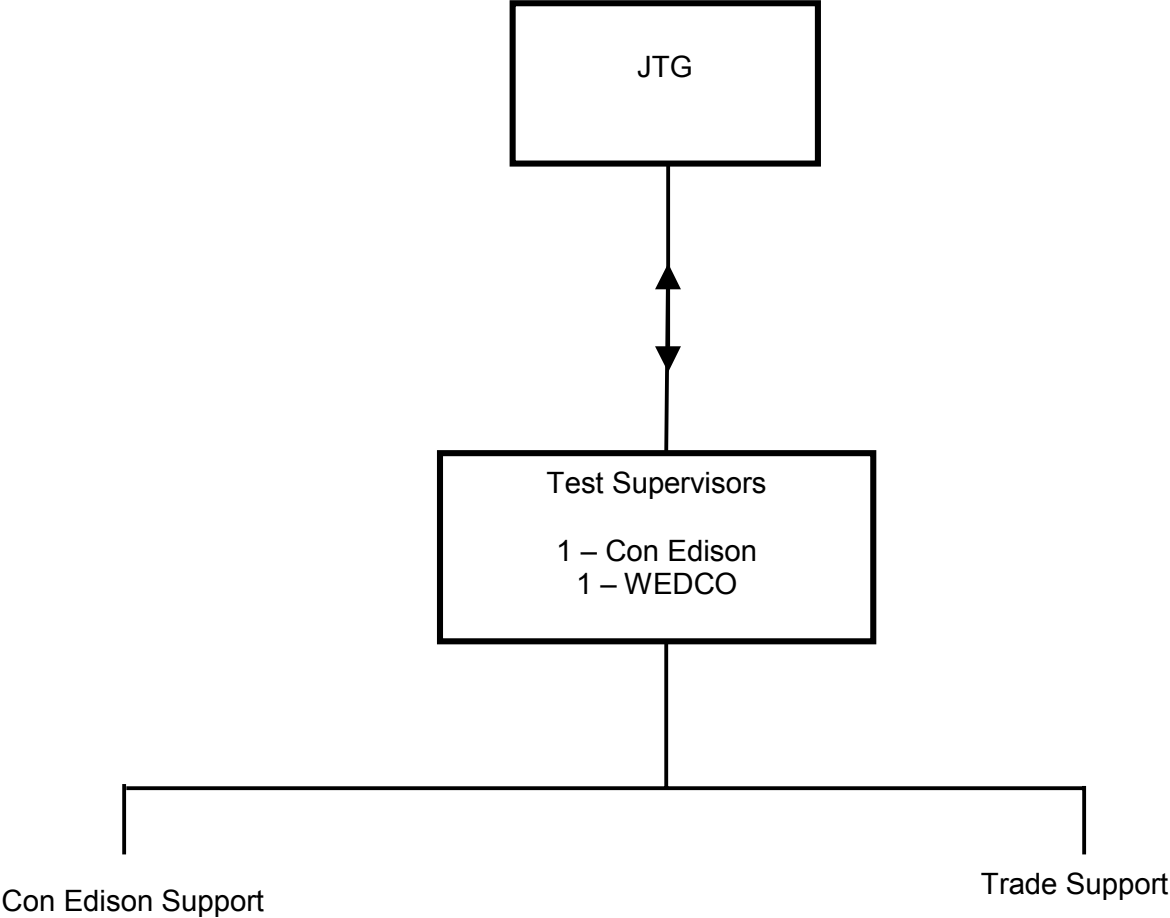 JTG
Test Supervisors
1 – Con Edison
1 – WEDCO
Con Edison Support
Trade Support